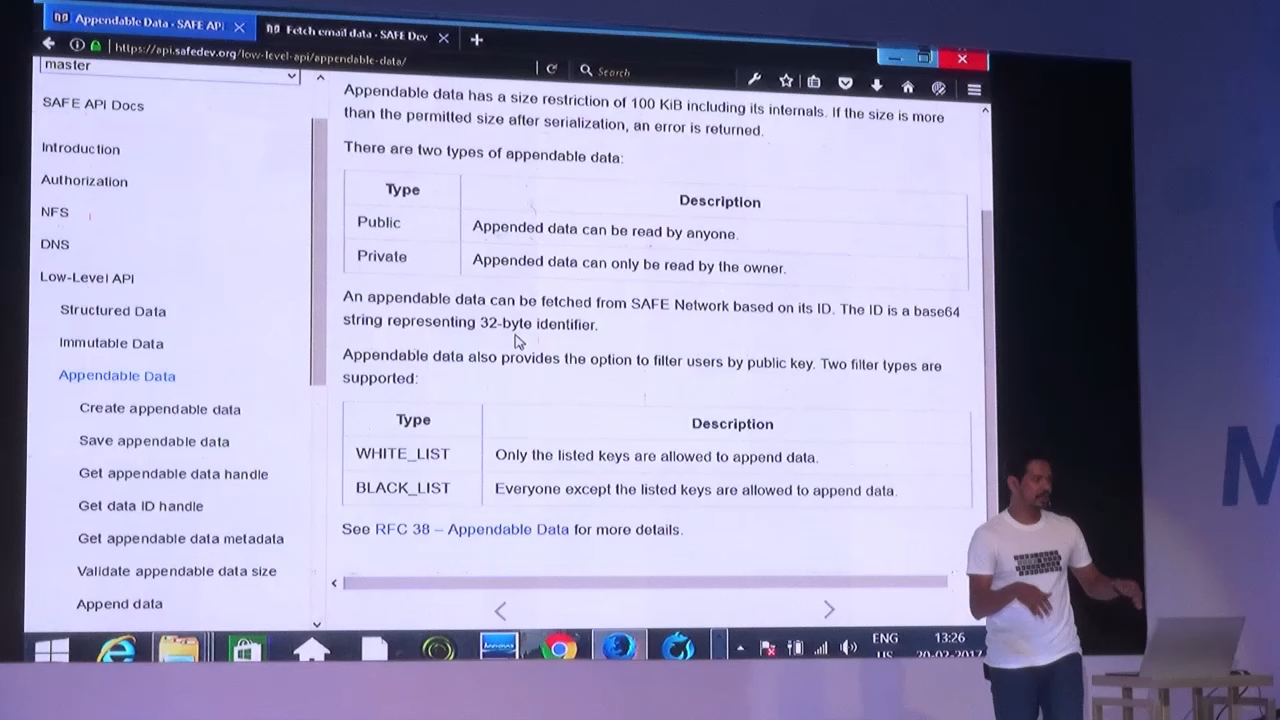 Appendable Data - SAFE API
Fetch email data - SAFE Dev
https://api.safedev.org/low-level-api/appendable-data/
Search
master
SAFE API Docs
Introduction
Authorization
NFS
DNS
Low-Level API
Structured Data
Immutable Data
Appendable Data
Create appendable data
Save appendable data
Get appendable data handle
Get data ID handle
Get appendable data metadata
Validate appendable data size
Append data
Appendable data has a size restriction of 100 KiB including its internals. If the size is more
than the permitted size after serialization, an error is returned.
There are two types of appendable data:
Type Description
Public Appended data can be read by anyone.
Private Appended data can only be read by the owner.
An appendable data can be fetched from SAFE Network based on its ID. The ID is a base64
string representing 32-byte identifier.
Appendable data also provides the option to filter users by public key. Two filter types are
supported:
Type Description
WHITE_LIST Only the listed keys are allowed to append data.
BLACK_LIST Everyone except the listed keys are allowed to append data.
See RFC 38 – Appendable Data for more details.
ENG 13:26
US 20-02-2017
M